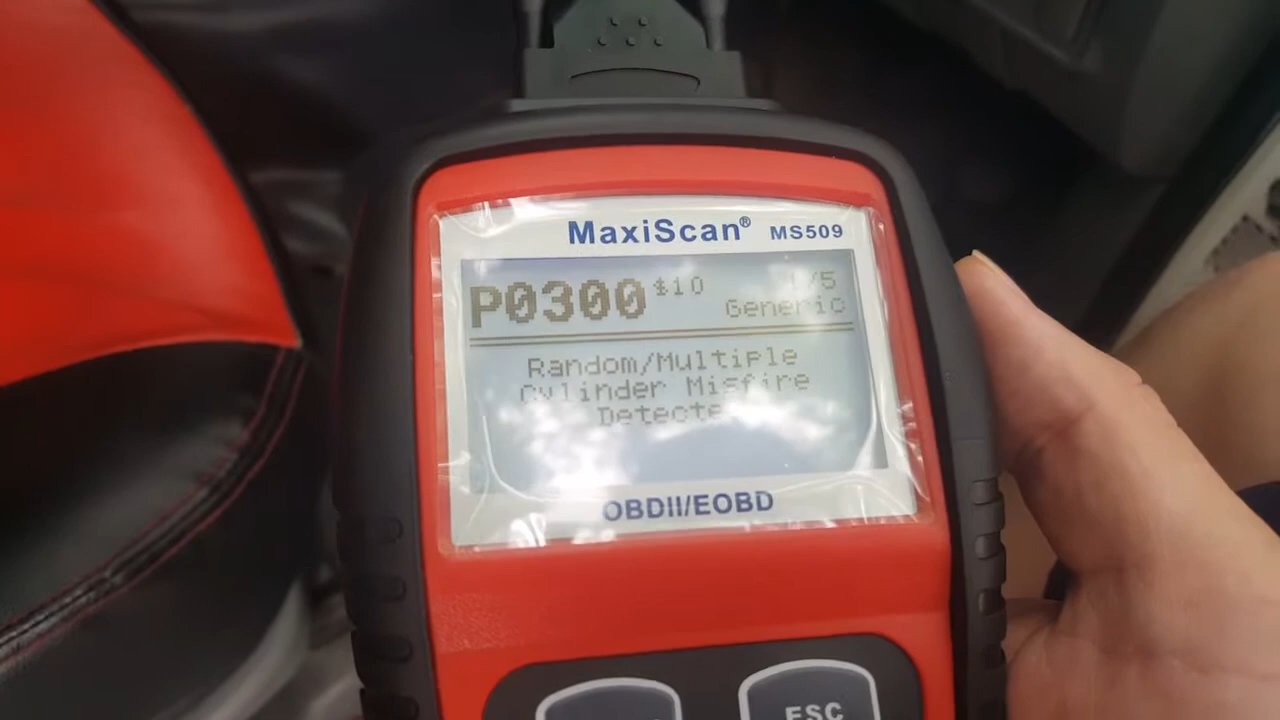 MaxiScan® MS509
P0300 $10 1/5
Generic
Random/Multiple
Cylinder Misfire
Detected
OBDII/EOBD
ESC